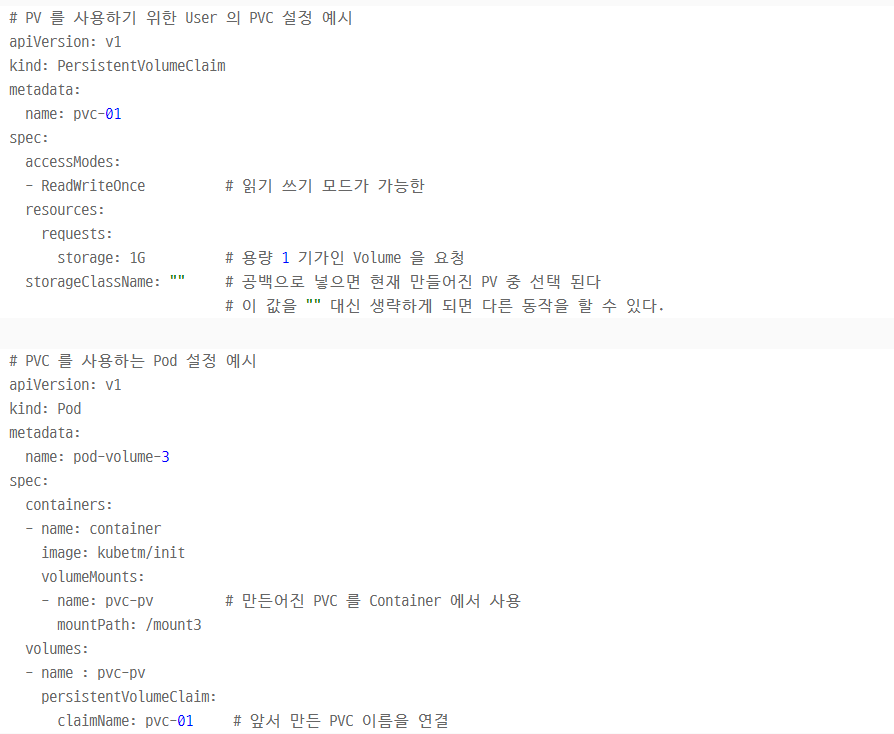 # PV 를 사용하기 위한 User 의 PVC 설정 예시
apiVersion: v1
kind: PersistentVolumeClaim
metadata:
  name: pvc-01
spec:
  accessModes:
  - ReadWriteOnce          # 읽기 쓰기 모드가 가능한
  resources:
    requests:
      storage: 1G          # 용량 1 기가인 Volume 을 요청
  storageClassName: ""     # 공백으로 넣으면 현재 만들어진 PV 중 선택 된다
                           # 이 값을 "" 대신 생략하게 되면 다른 동작을 할 수 있다.
# PVC 를 사용하는 Pod 설정 예시
apiVersion: v1
kind: Pod
metadata:
  name: pod-volume-3
spec:
  containers:
  - name: container
    image: kubetm/init
    volumeMounts:
    - name: pvc-pv         # 만든어진 PVC 를 Container 에서 사용
      mountPath: /mount3
  volumes:
  - name : pvc-pv
    persistentVolumeClaim:
      claimName: pvc-01     # 앞서 만든 PVC 이름을 연결